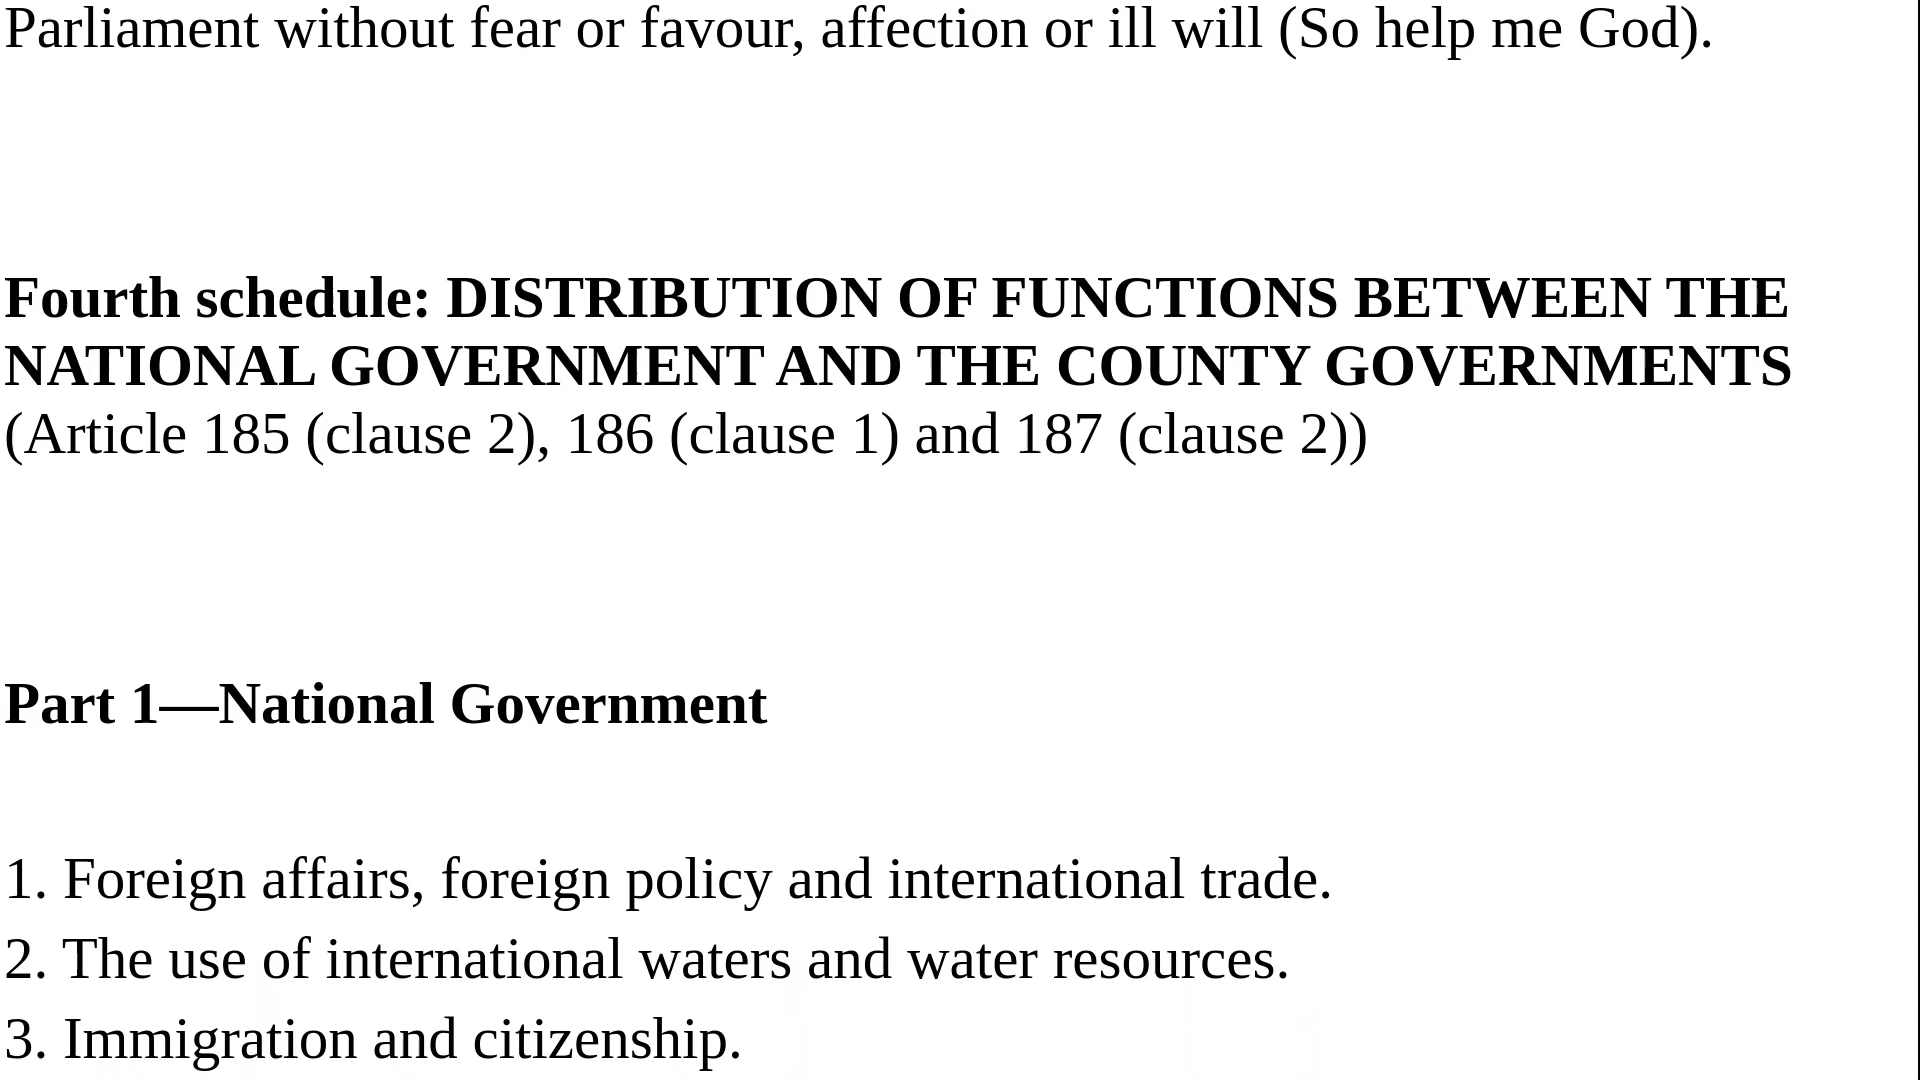 Parliament without fear or favour, affection or ill will (So help me God).
Fourth schedule: DISTRIBUTION OF FUNCTIONS BETWEEN THE
NATIONAL GOVERNMENT AND THE COUNTY GOVERNMENTS
(Article 185 (clause 2), 186 (clause 1) and 187 (clause 2))
Part 1—National Government
1. Foreign affairs, foreign policy and international trade.
2. The use of international waters and water resources.
3. Immigration and citizenship.